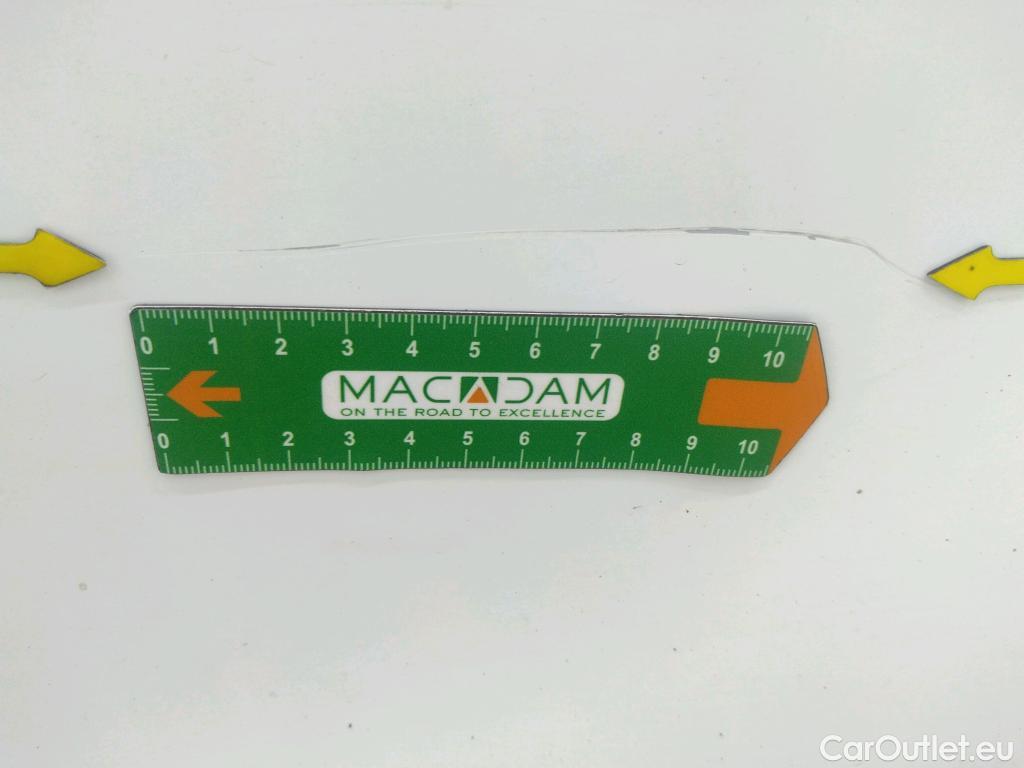 0 1 2 3 4 5 6 7 8 9 10
MACADAM
ON THE ROAD TO EXCELLENCE
0 1 2 3 4 5 6 7 8 9 10
CarOutlet.eu